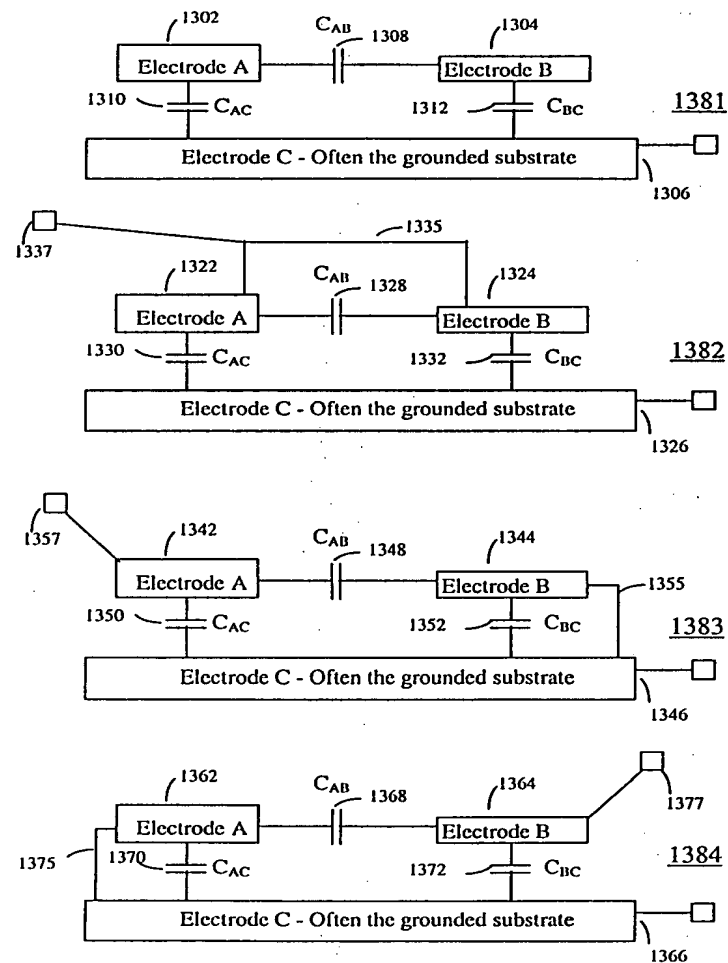 1302
C_AB
1308
1304
Electrode A
Electrode B
1310
C_AC
1312
C_BC
1381
Electrode C - Often the grounded substrate
1306
1335
1337
1322
C_AB
1328
1324
Electrode A
Electrode B
1330
C_AC
1332
C_BC
1382
Electrode C - Often the grounded substrate
1326
1357
1342
C_AB
1348
1344
Electrode A
Electrode B
1355
1350
C_AC
1352
C_BC
1383
Electrode C - Often the grounded substrate
1346
1362
C_AB
1368
1364
1377
Electrode A
Electrode B
1375
1370
C_AC
1372
C_BC
1384
Electrode C - Often the grounded substrate
1366